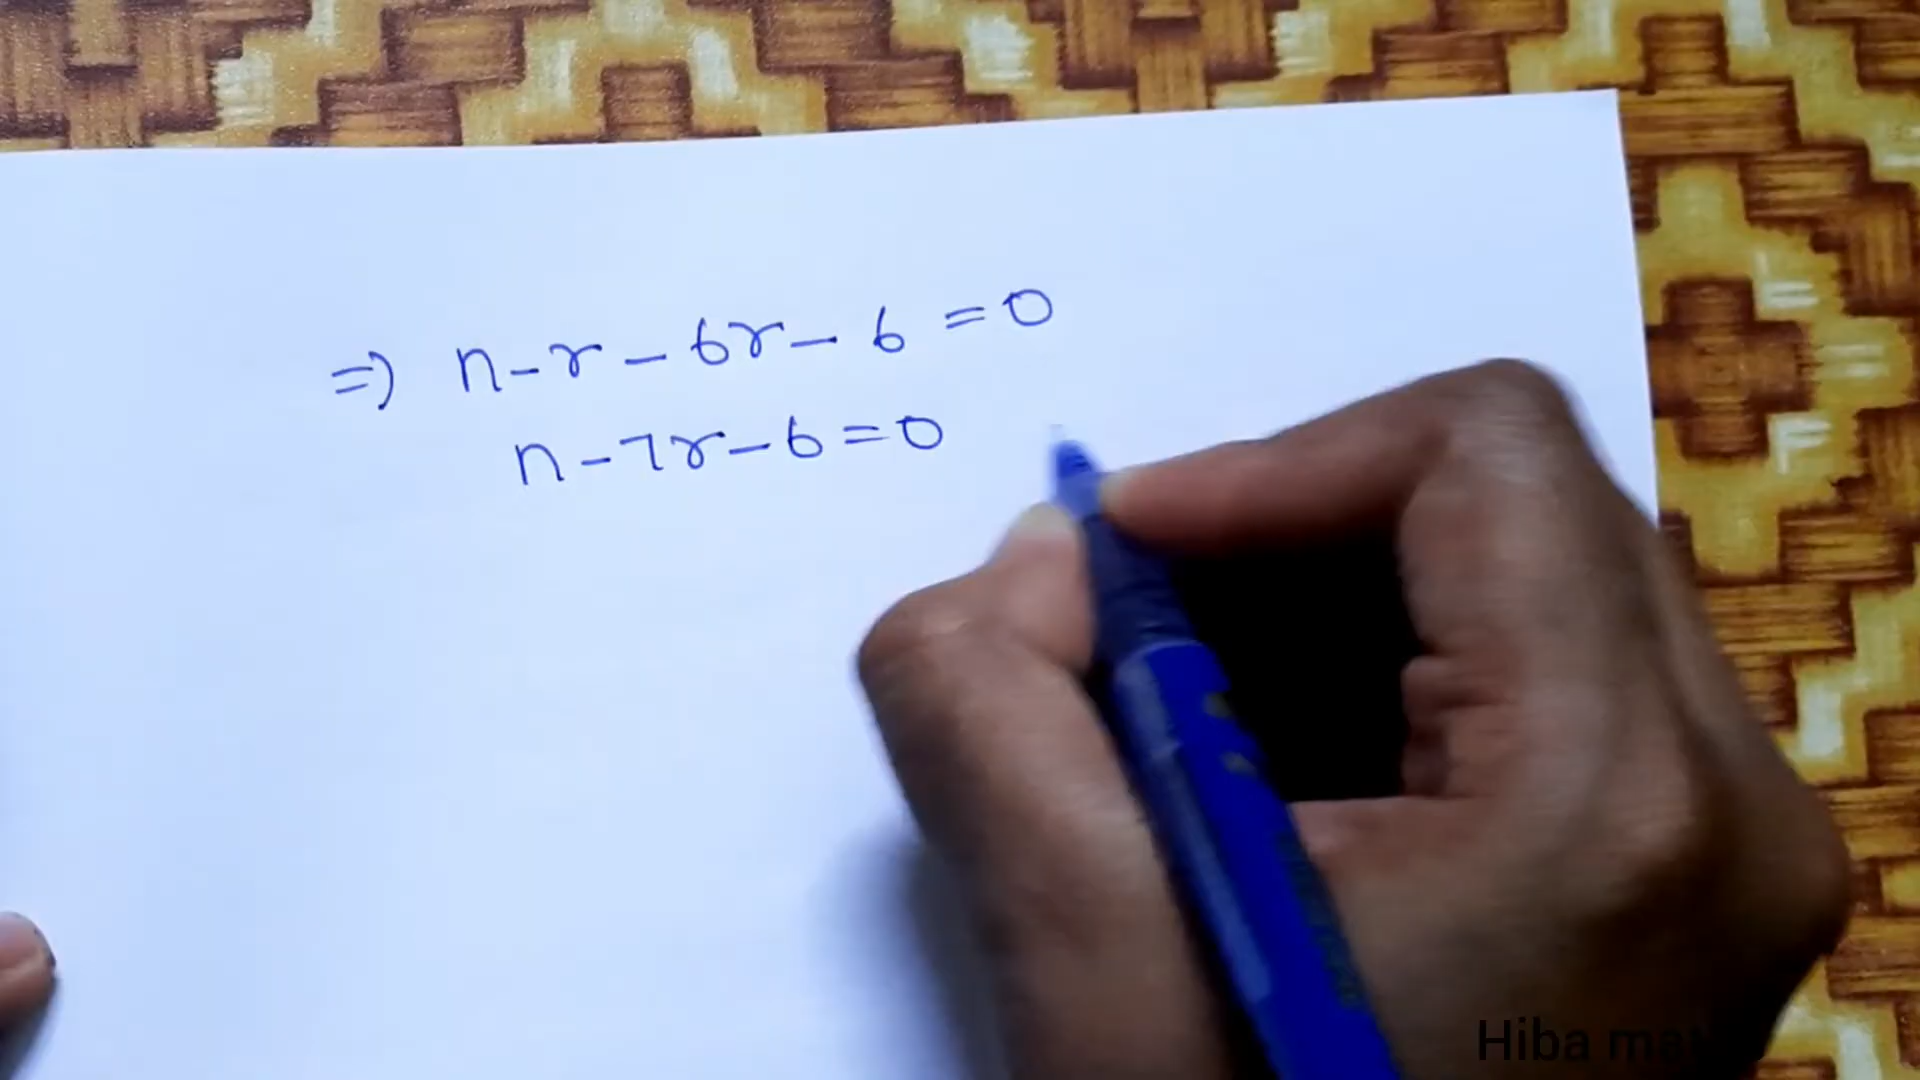 ⇒ n - r - 6r - 6 = 0
n - 7r - 6 = 0
Hiba